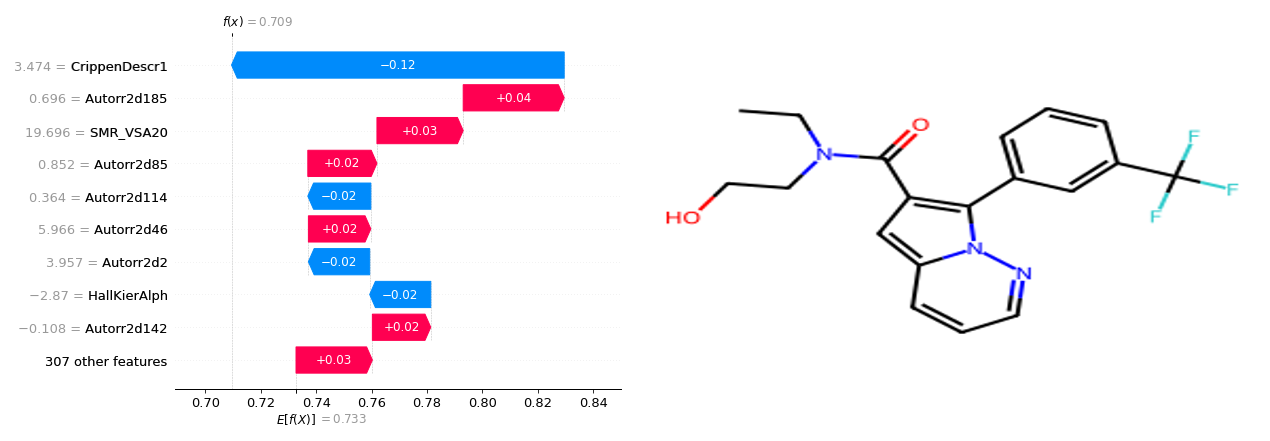 f(x) = 0.709
3.474 = CrippenDescr1
−0.12
0.696 = Autorr2d185
+0.04
19.696 = SMR_VSA20
+0.03
0.852 = Autorr2d85
+0.02
0.364 = Autorr2d114
−0.02
5.966 = Autorr2d46
+0.02
3.957 = Autorr2d2
−0.02
−2.87 = HallKierAlph
−0.02
−0.108 = Autorr2d142
+0.02
307 other features
+0.03
0.70 0.72 0.74 0.76 0.78 0.80 0.82 0.84
E[f(X)] = 0.733
O
N
HO
F
F
F
N
N